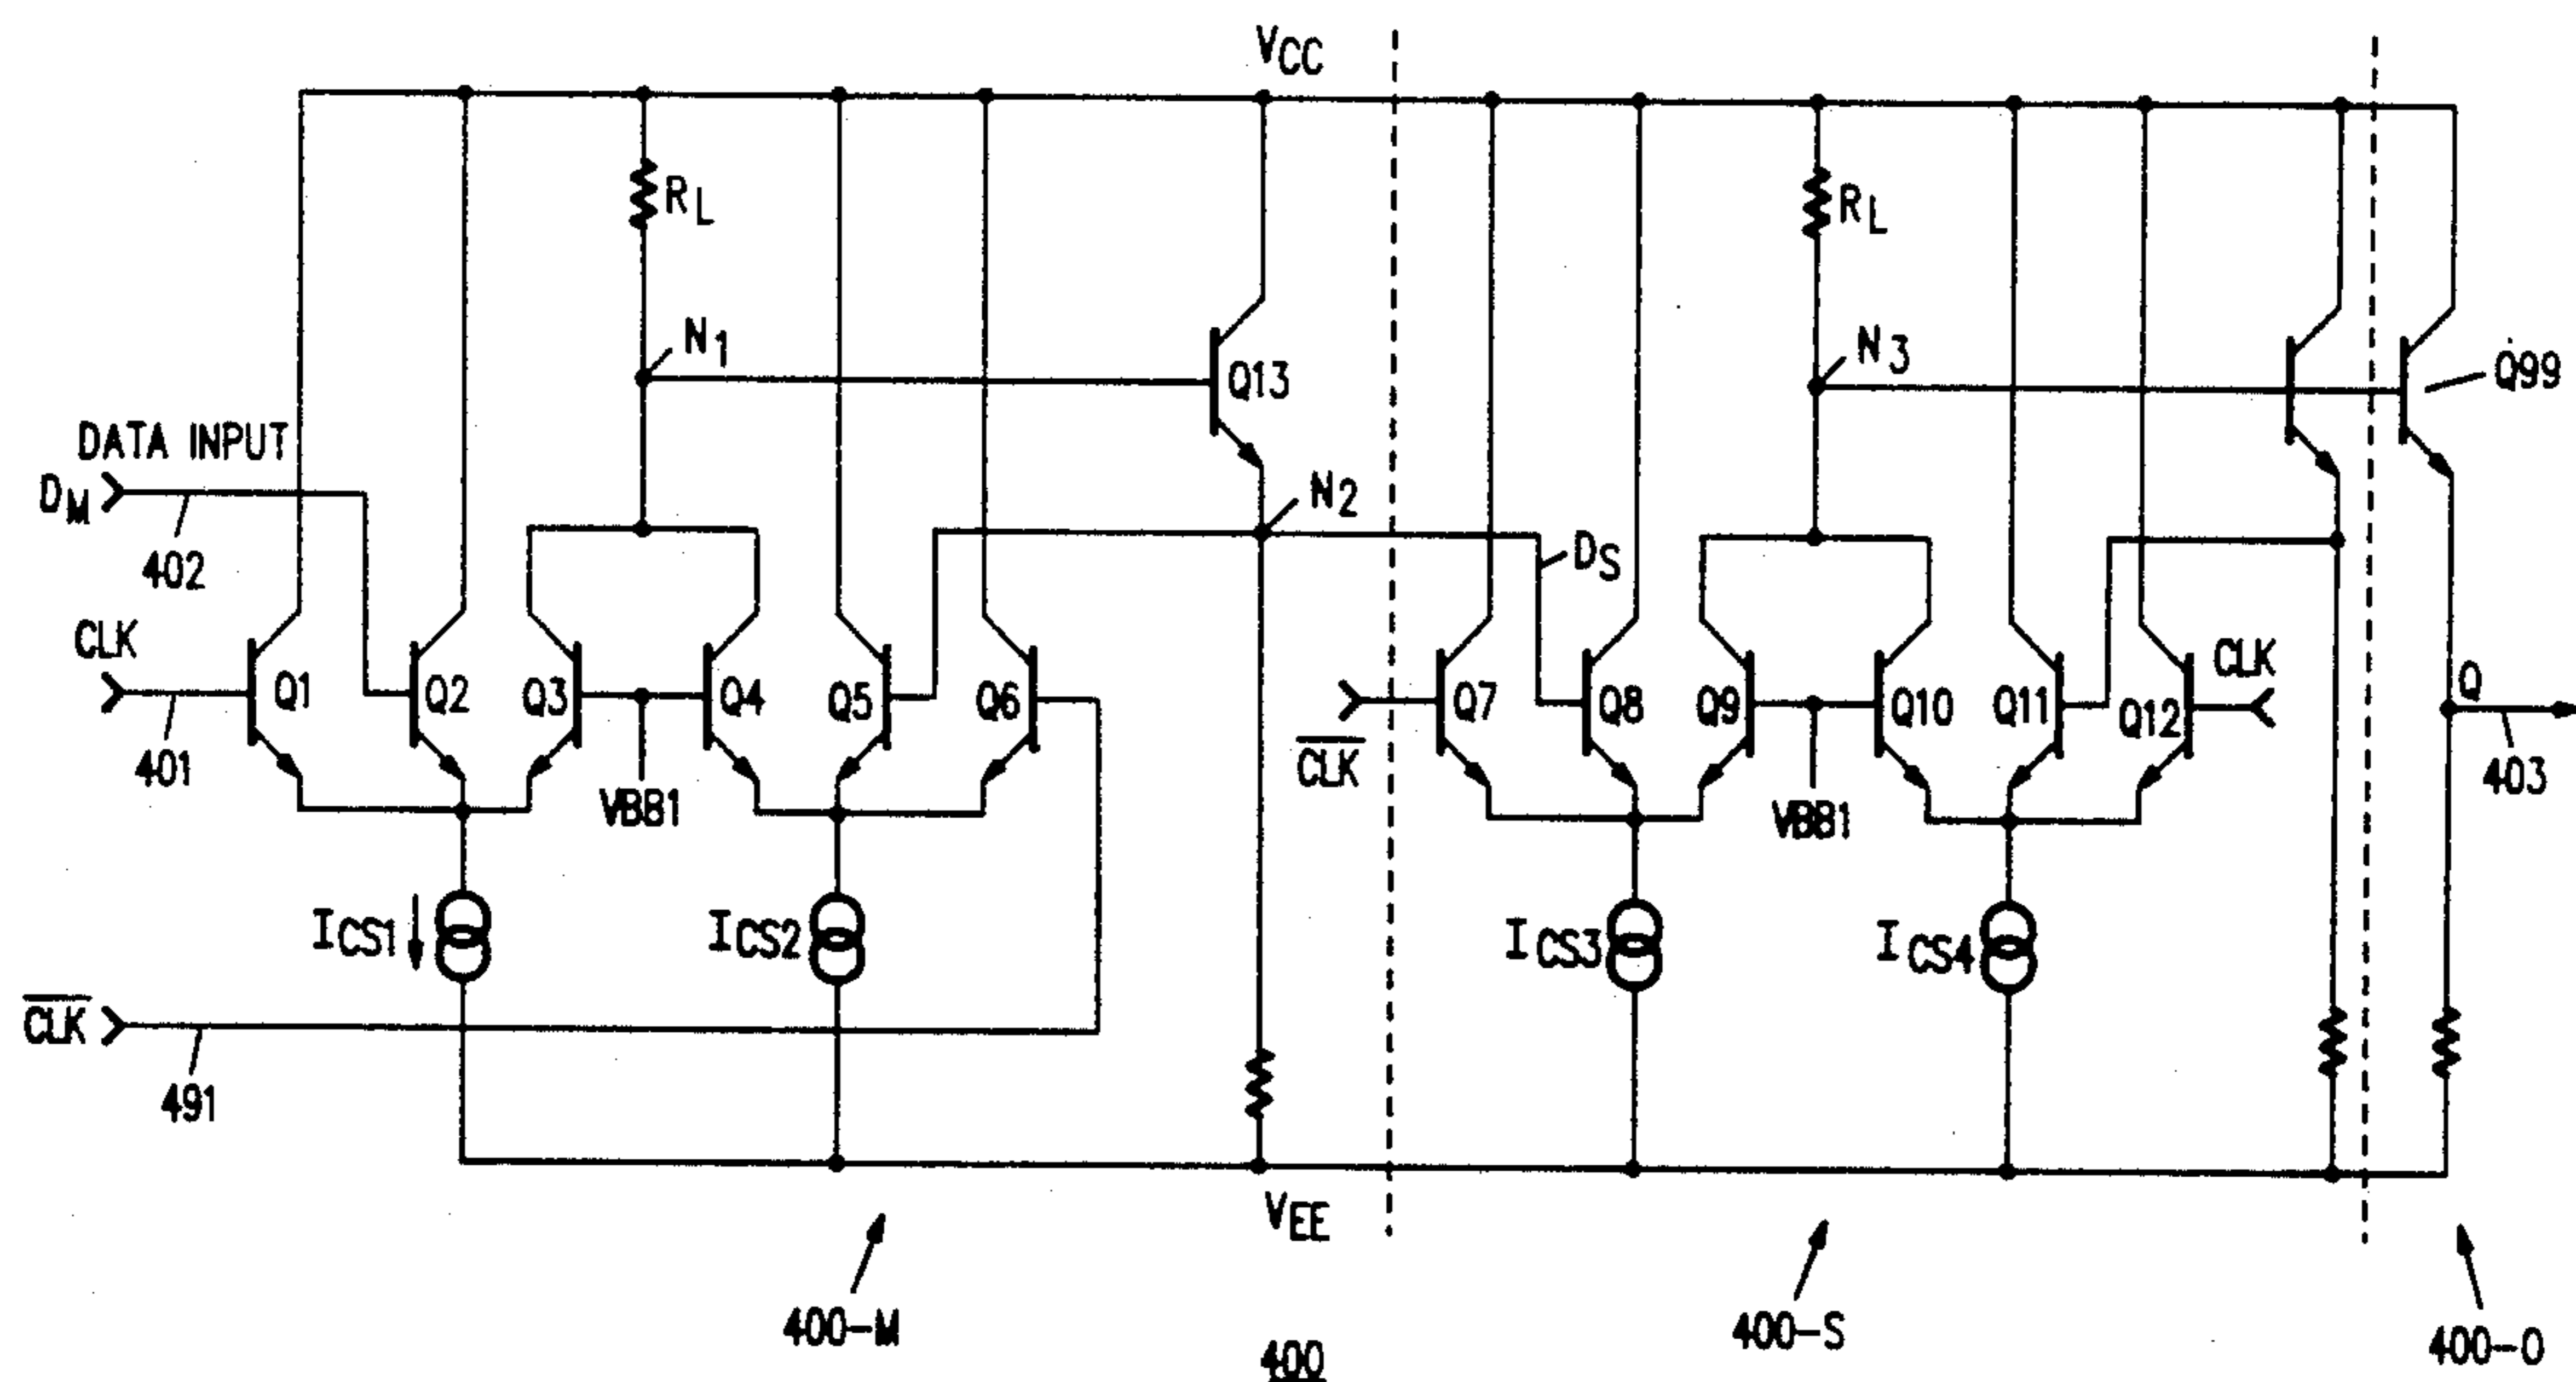 VCC
RL
RL
N1
N3
Q13
Q99
DATA INPUT
DM
N2
DS
402
CLK
CLK
Q
Q1
Q2
Q3
Q4
Q5
Q6
Q7
Q8
Q9
Q10
Q11
Q12
401
VBB1
CLK
VBB1
403
ICS1
ICS2
ICS3
ICS4
CLK
491
VEE
400-M
400-S
400-O
400